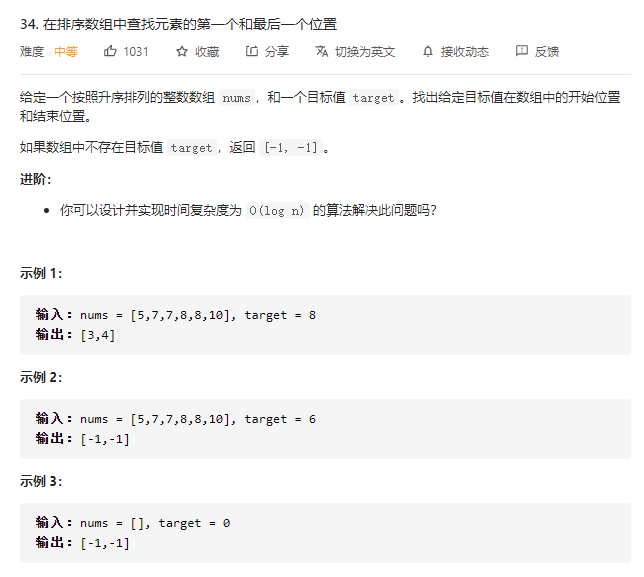 34. 在排序数组中查找元素的第一个和最后一个位置
难度 中等 1031 收藏 分享 切换为英文 接收动态 反馈
给定一个按照升序排列的整数数组 nums，和一个目标值 target。找出给定目标值在数组中的开始位置
和结束位置。
如果数组中不存在目标值 target，返回 [-1, -1]。
进阶：
• 你可以设计并实现时间复杂度为 O(log n) 的算法解决此问题吗？
示例 1：
输入：nums = [5,7,7,8,8,10], target = 8
输出：[3,4]
示例 2：
输入：nums = [5,7,7,8,8,10], target = 6
输出：[-1,-1]
示例 3：
输入：nums = [], target = 0
输出：[-1,-1]